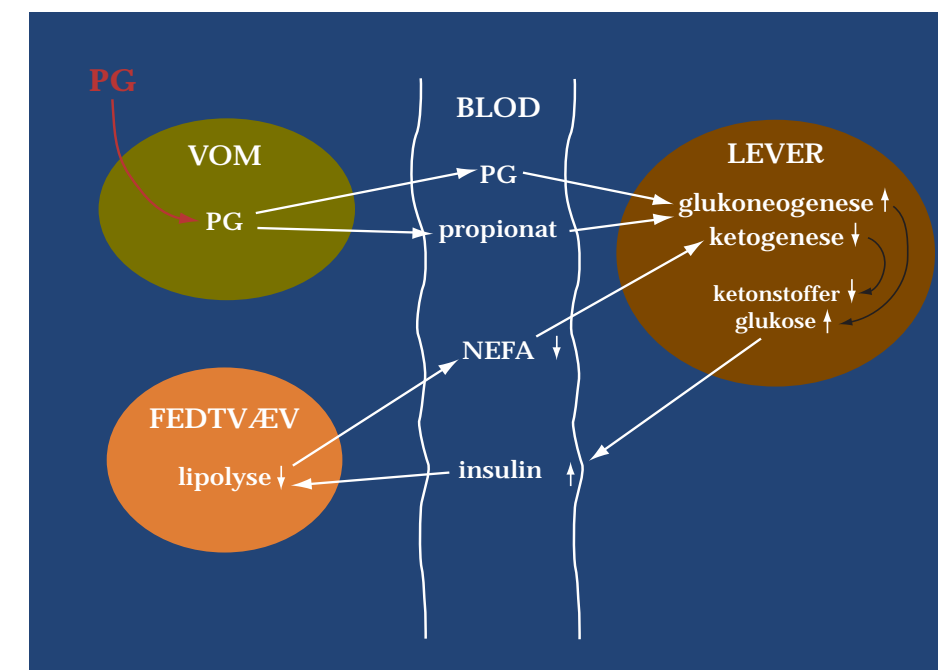 PG
VOM
PG
BLOD
PG
propionat
NEFA
insulin
LEVER
glukoneogenese
ketogenese
ketonstoffer
glukose
FEDTVÆV
lipolyse